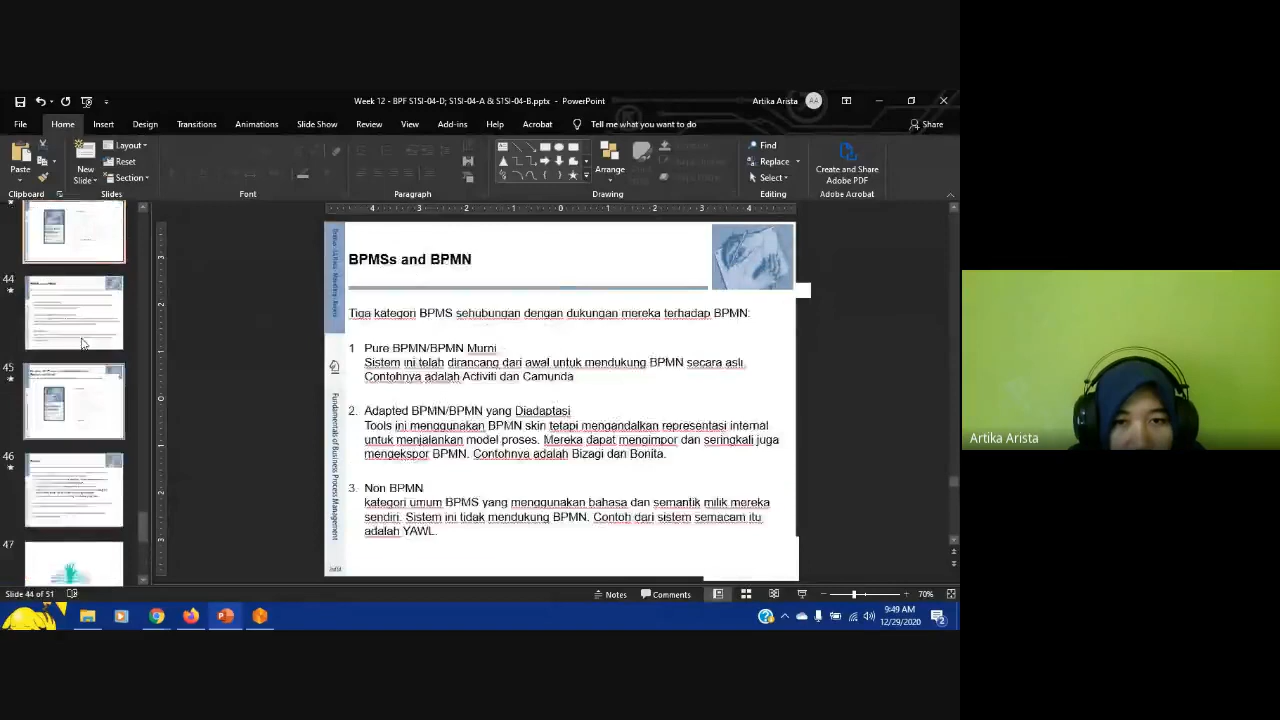 Week 12 - BPF S1SI-04-D; S1SI-04-A & S1SI-04-B.pptx - PowerPoint
Artika Arista
AA
File Home Insert Design Transitions Animations Slide Show Review View Add-ins Help Acrobat Tell me what you want to do Share
Paste
New
Slide
Layout
Reset
Section
Arrange
Find
Replace
Select
Create and Share
Adobe PDF
Clipboard Slides Font Paragraph Drawing Editing Adobe Acrobat
44
45
46
47
BPMSs and BPMN
Tiga kategori BPMS sehubungan dengan dukungan mereka terhadap BPMN:
1 Pure BPMN/BPMN Murni
Sistem ini telah dirancang dari awal untuk mendukung BPMN secara asli.
Contohnya adalah Activiti dan Camunda
2. Adapted BPMN/BPMN yang Diadaptasi
Tools ini menggunakan BPMN skin tetapi mengandalkan representasi internal
untuk menjalankan model proses. Mereka dapat mengimpor dan seringkali juga
mengekspor BPMN. Contohnya adalah Bizagi dan Bonita.
3. Non BPMN
kategori umum BPMS yang menggunakan bahasa dan semantik milik mereka
sendiri. Sistem ini tidak mendukung BPMN. Contoh dari sistem semacam itu
adalah YAWL.
Fundamentals of Business Process Management
Artika Arista
Slide 44 of 51
Notes Comments 70%
9:49 AM
12/29/2020
2